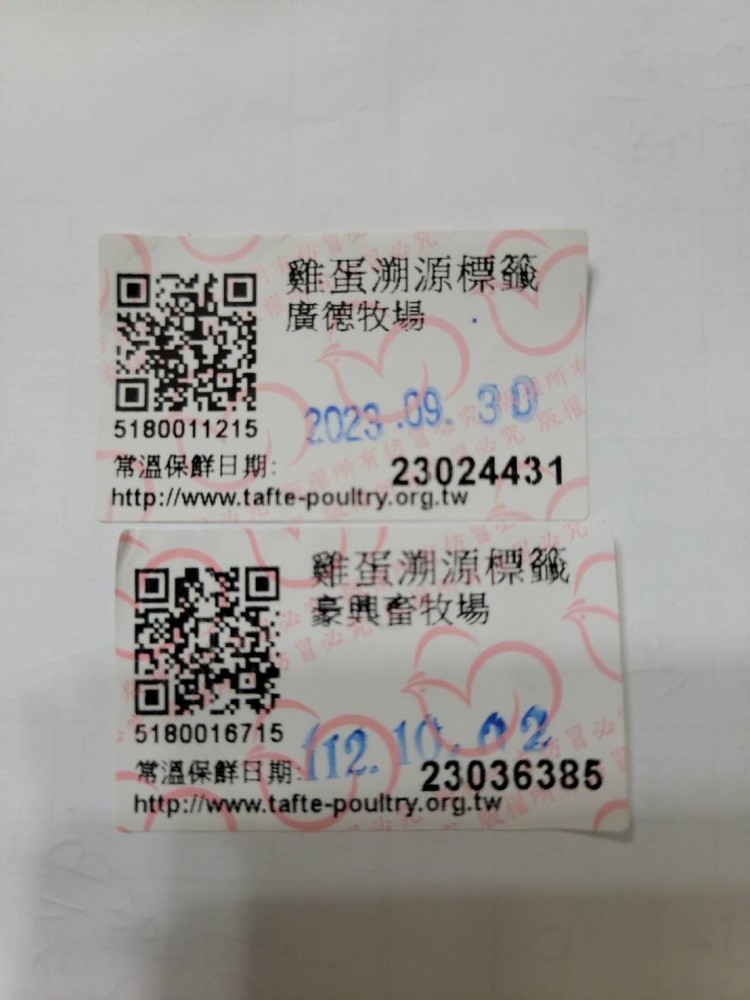 雞蛋溯源標籤
廣德牧場
2023.09.30
5180011215
常溫保鮮日期:
23024431
http://www.tafte-poultry.org.tw
雞蛋溯源標籤
豪興畜牧場
5180016715
112.10.02
常溫保鮮日期:
23036385
http://www.tafte-poultry.org.tw